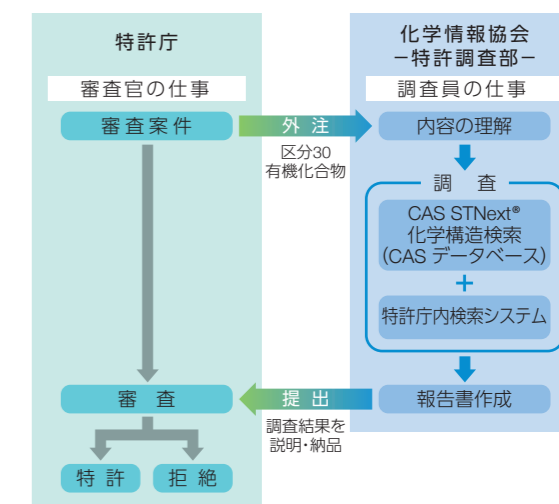 特許庁
審査官の仕事
審査案件
外注
区分30
有機化合物
化学情報協会
−特許調査部−
調査員の仕事
内容の理解
調査
CAS STNext®
化学構造検索
(CAS データベース)
+
特許庁内検索システム
報告書作成
提出
調査結果を
説明・納品
審査
特許
拒絶